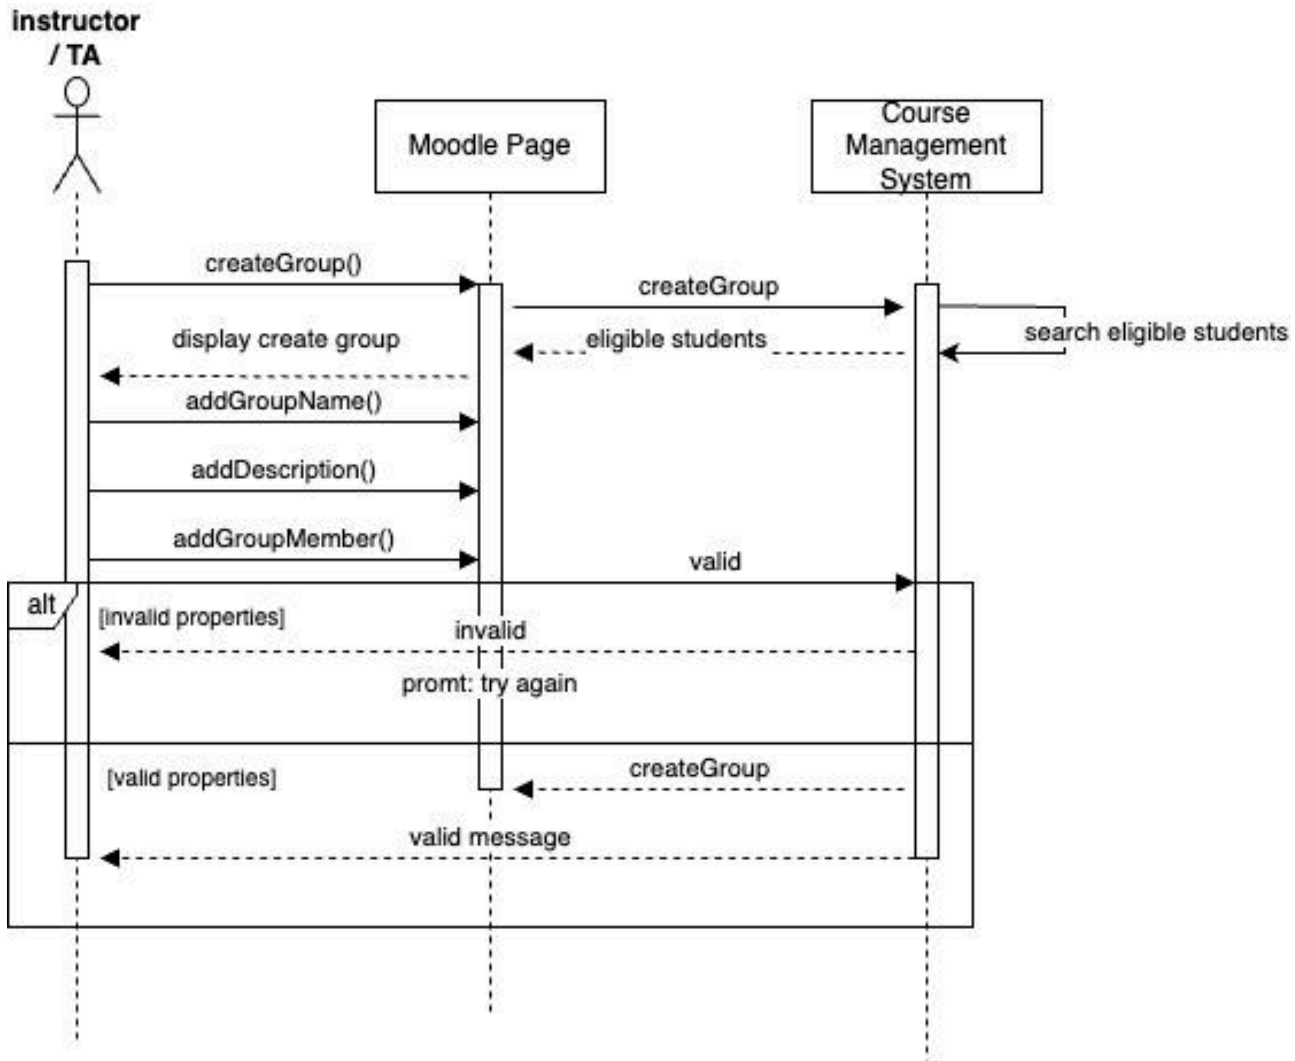 instructor
/ TA
Moodle Page
Course
Management
System
createGroup()
createGroup
search eligible students
eligible students
display create group
addGroupName()
addDescription()
addGroupMember()
valid
alt
[invalid properties]
invalid
promt: try again
[valid properties]
createGroup
valid message